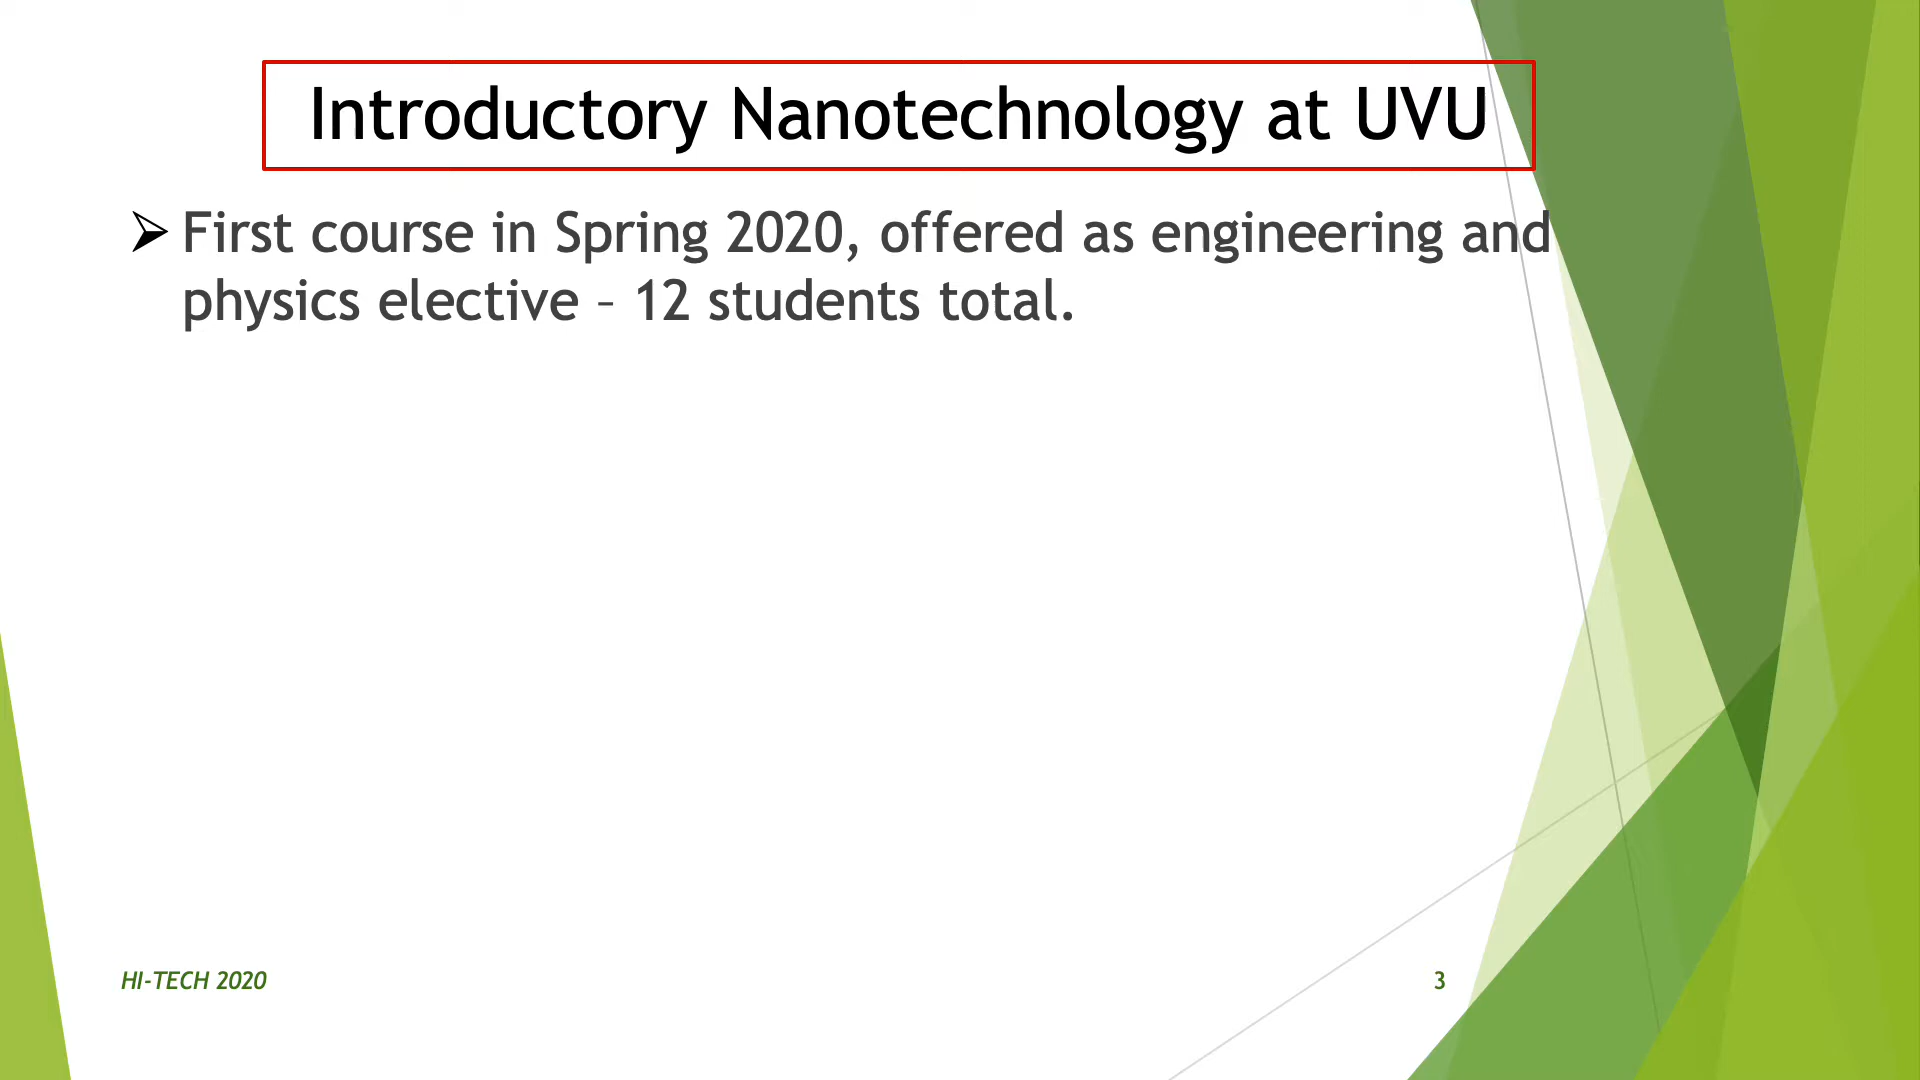 Introductory Nanotechnology at UVU
First course in Spring 2020, offered as engineering and
physics elective – 12 students total.
HI-TECH 2020
3